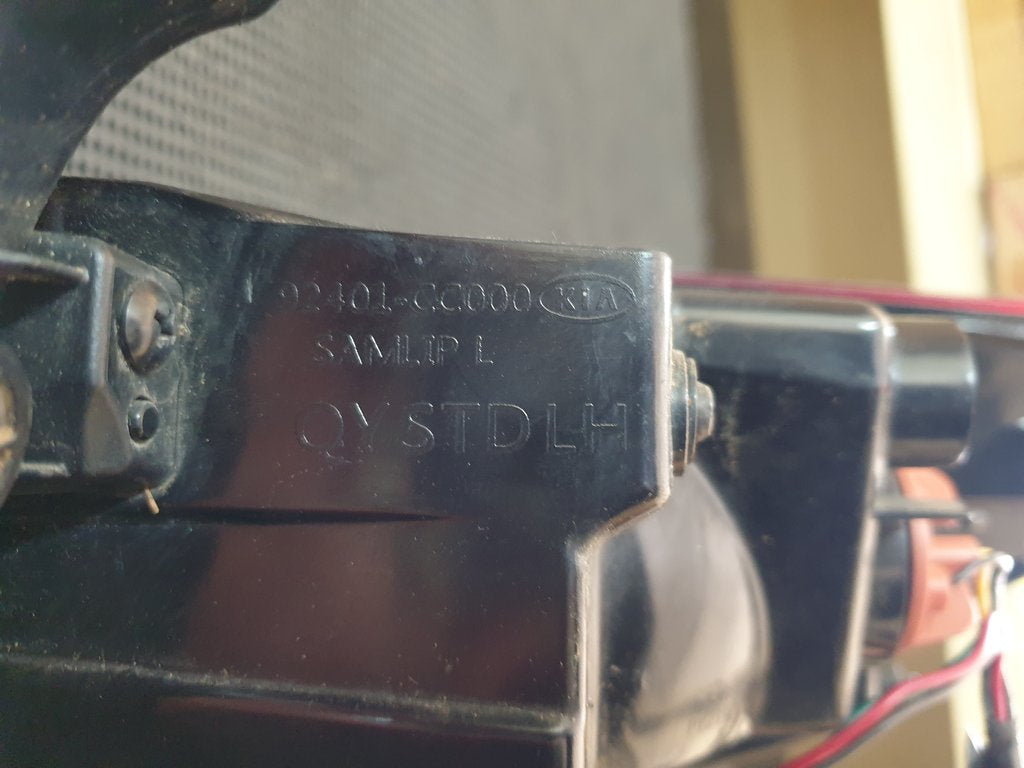 92401-CC000 KIA
SAMLIP L
QY STD LH